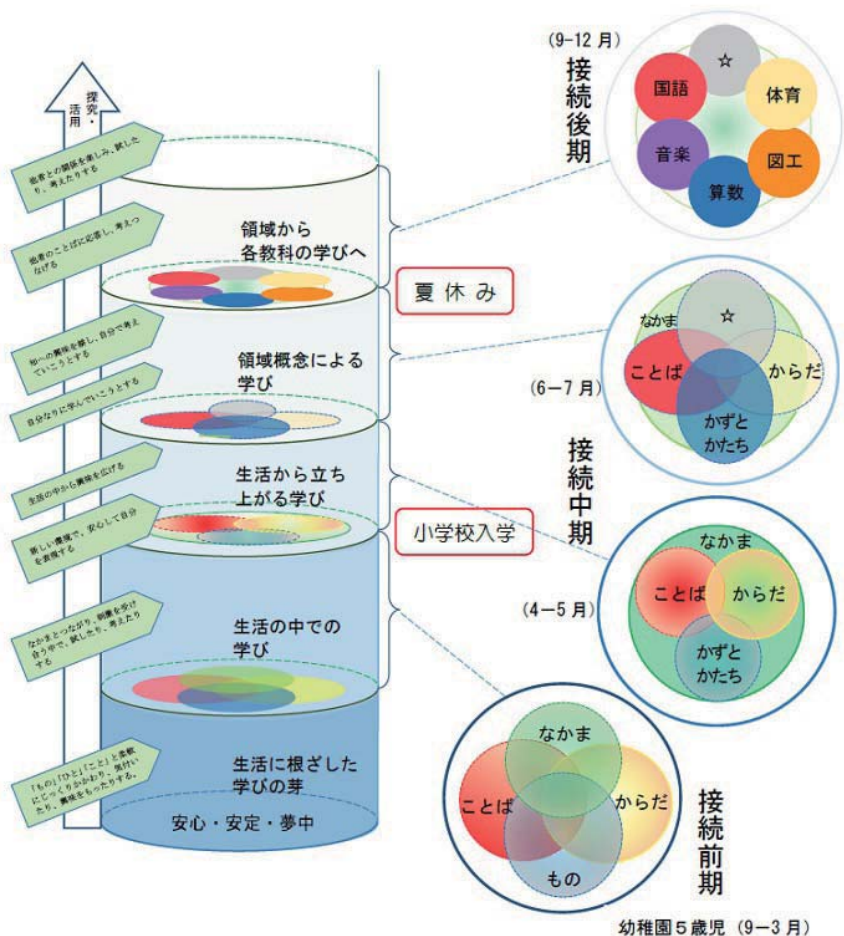 探究・
活用
他者との関係を楽しみ、試した
り、考えたりする
他者のことばに応答し、考えつ
なげる
知への興味を感し、自分で考え
ていこうとする
自分なりに学んでいこうとする
生活の中から興味を広げる
新しい環境で、安心して自分
を表現する
なかまとつながり、刺激を受け
合う中で、試したり、考えたり
する
「もの」「ひと」「こと」と柔軟
にじっくりかかわり、気付い
たり、興味をもったりする。
領域から
各教科の学びへ
領域概念による
学び
生活から立ち
上がる学び
生活の中での
学び
生活に根ざした
学びの芽
安心・安定・夢中
夏休み
小学校入学
(9-12月)
接続後期
☆
国語
体育
音楽
図工
算数
(6-7月)
接続中期
なかま
☆
ことば
からだ
かずと
かたち
(4-5月)
なかま
ことば
からだ
かずと
かたち
なかま
ことば
からだ
もの
接続前期
幼稚園5歳児 (9-3月)